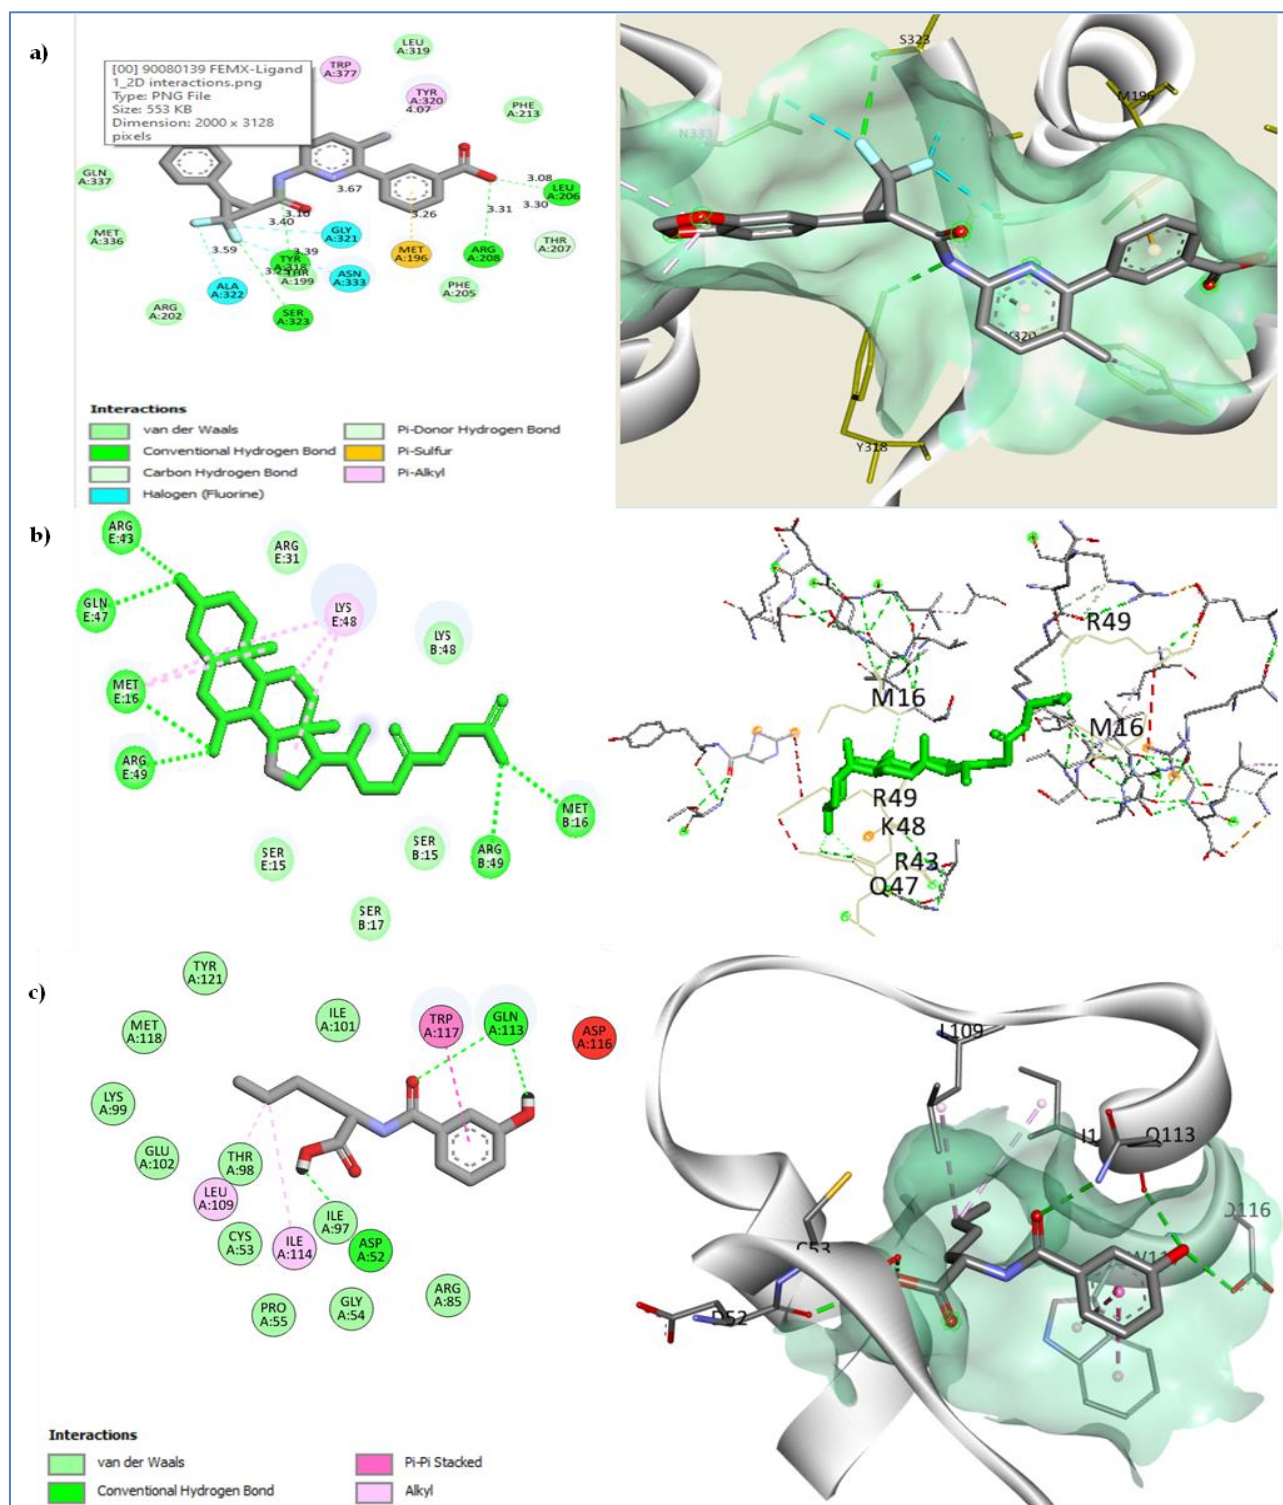 a)
[00] 90080139 FEMX-Ligand
1_2D interactions.png
Type: PNG File
Size: 553 KB
Dimension: 2000 x 3128
pixels
LEU
A:319
TRP
A:377
TYR
A:320
4.07
PHE
A:213
GLN
A:337
3.67
3.08
LEU
A:206
3.30
3.10
3.40
3.26
3.31
MET
A:336
3.59
GLY
A:321
3.39
MET
A:196
ARG
A:208
THR
A:207
TYR
A:318
THR
A:199
ASN
A:333
ALA
A:322
PHE
A:205
ARG
A:202
SER
A:323
Interactions
van der Waals
Conventional Hydrogen Bond
Carbon Hydrogen Bond
Halogen (Fluorine)
Pi-Donor Hydrogen Bond
Pi-Sulfur
Pi-Alkyl
S323
M196
N333
Y318
b)
ARG
E:43
ARG
E:31
GLN
E:47
LYS
E:48
LYS
B:48
MET
E:16
ARG
E:49
MET
B:16
SER
E:15
SER
B:15
ARG
B:49
SER
B:17
R49
M16
M16
R49
K48
R43
Q47
c)
TYR
A:121
MET
A:118
ILE
A:101
TRP
A:117
GLN
A:113
ASP
A:116
LYS
A:99
GLU
A:102
THR
A:98
LEU
A:109
CYS
A:53
ILE
A:114
ILE
A:97
ASP
A:52
PRO
A:55
GLY
A:54
ARG
A:85
Interactions
van der Waals
Conventional Hydrogen Bond
Pi-Pi Stacked
Alkyl
L109
Q113
C53
D52